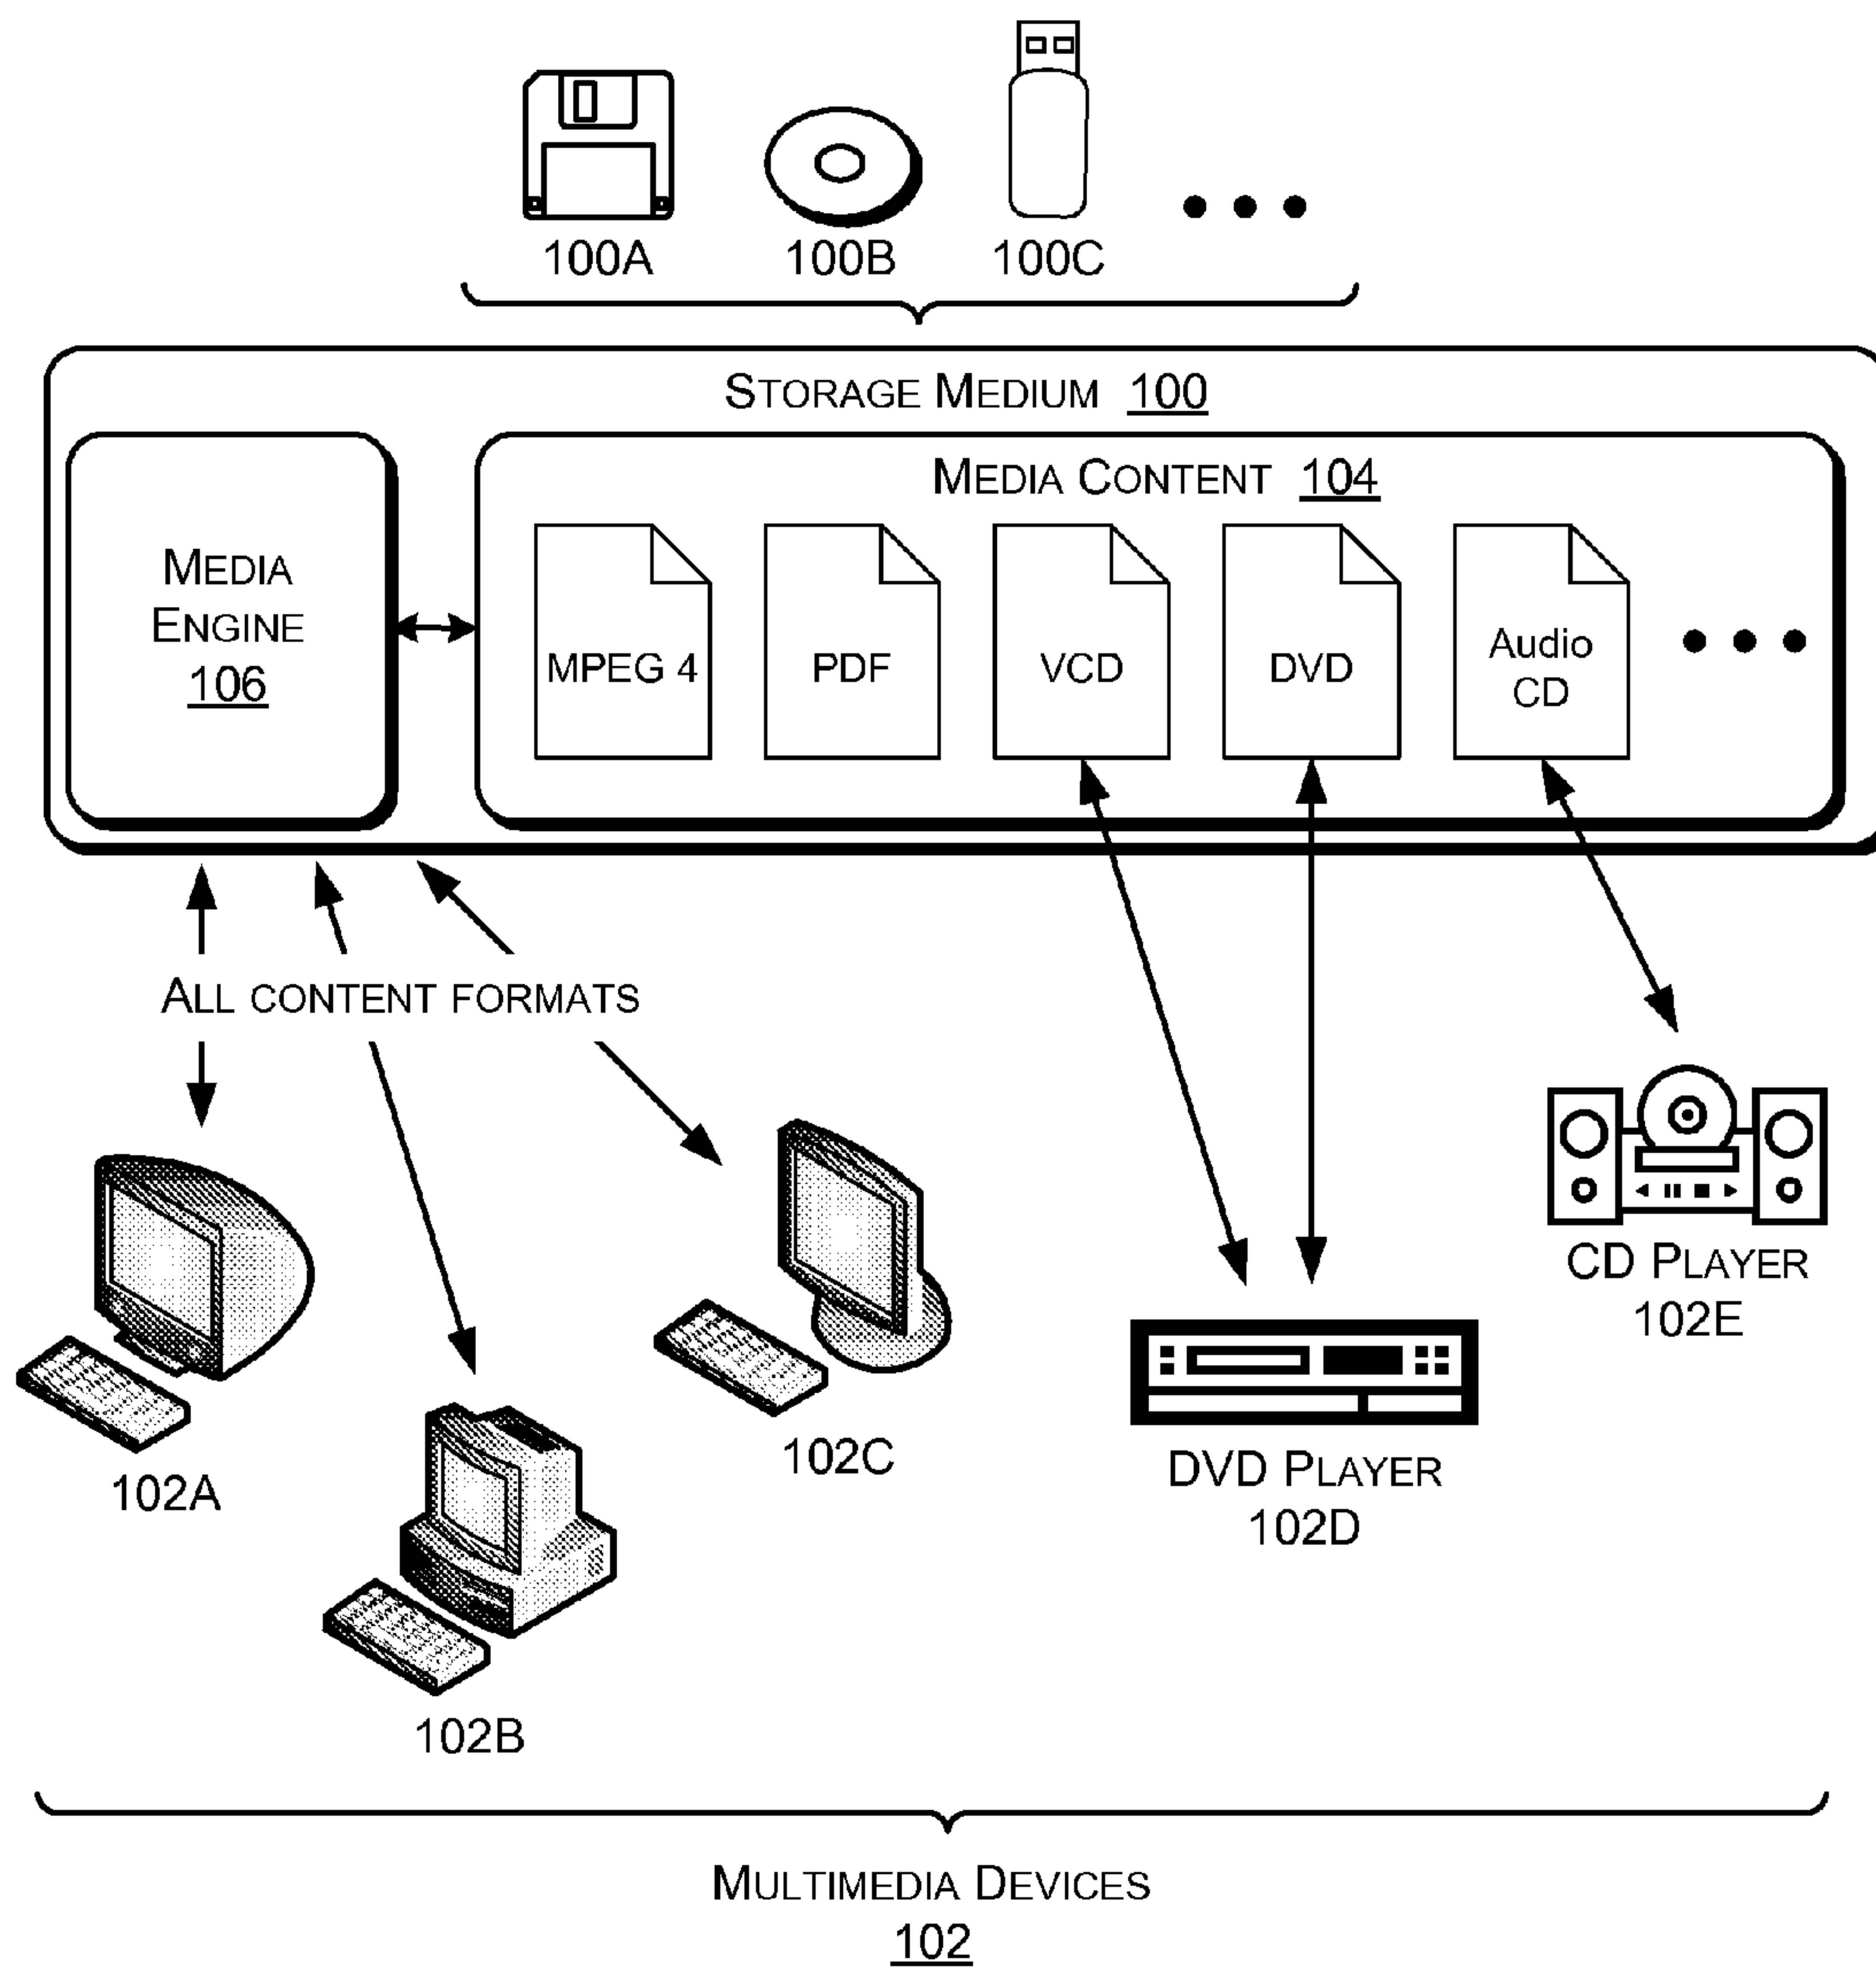 100A
100B
100C
STORAGE MEDIUM 100
MEDIA
ENGINE
106
MEDIA CONTENT 104
MPEG 4
PDF
VCD
DVD
Audio
CD
ALL CONTENT FORMATS
102A
102B
102C
DVD PLAYER
102D
CD PLAYER
102E
MULTIMEDIA DEVICES
102